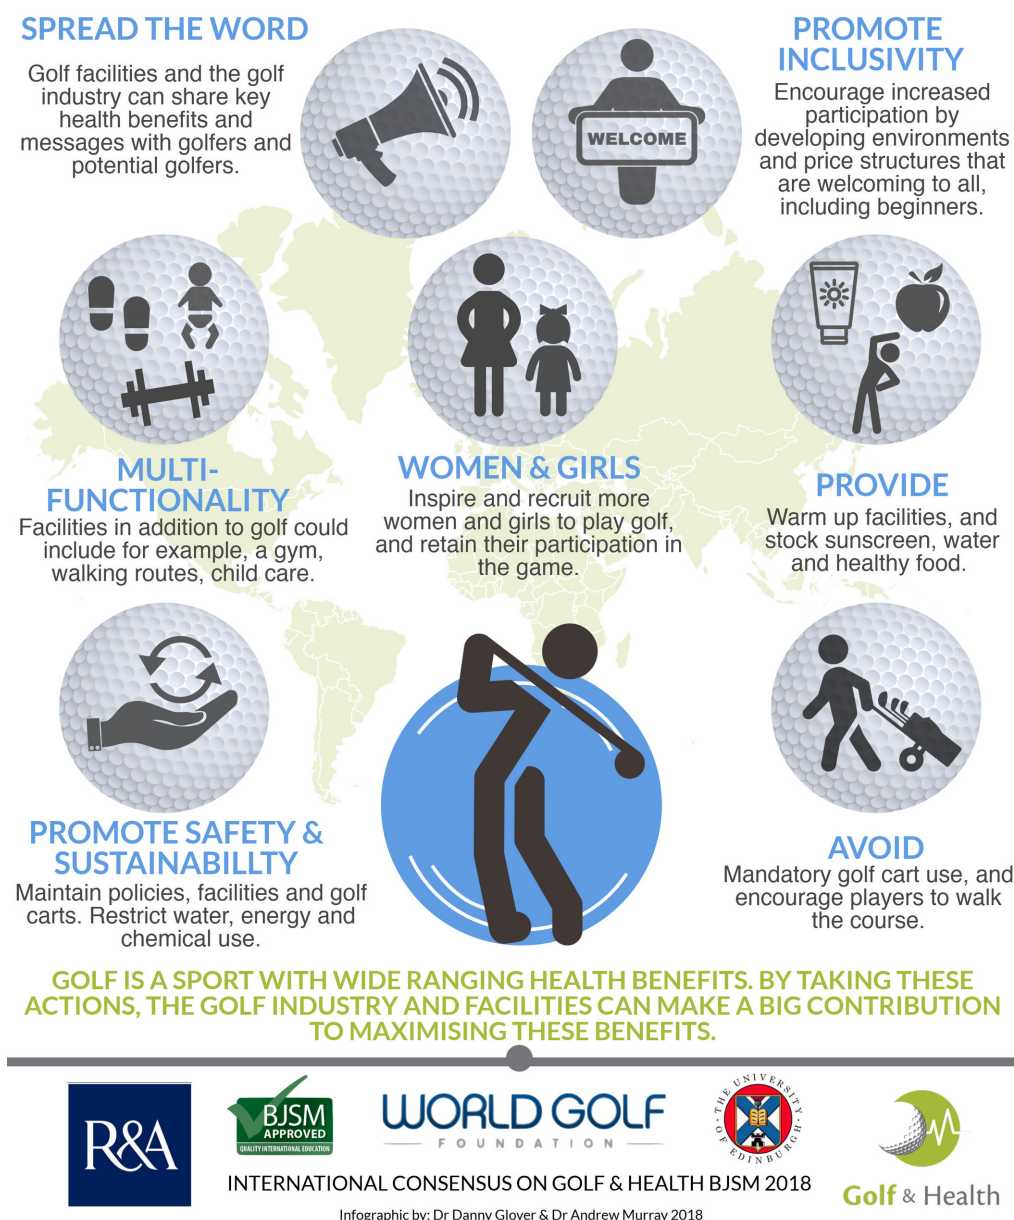 SPREAD THE WORD
Golf facilities and the golf
industry can share key
health benefits and
messages with golfers and
potential golfers.
WELCOME
PROMOTE
INCLUSIVITY
Encourage increased
participation by
developing environments
and price structures that
are welcoming to all,
including beginners.
MULTI-
FUNCTIONALITY
Facilities in addition to golf could
include for example, a gym,
walking routes, child care.
WOMEN & GIRLS
Inspire and recruit more
women and girls to play golf,
and retain their participation in
the game.
PROVIDE
Warm up facilities, and
stock sunscreen, water
and healthy food.
PROMOTE SAFETY &
SUSTAINABILLTY
Maintain policies, facilities and golf
carts. Restrict water, energy and
chemical use.
AVOID
Mandatory golf cart use, and
encourage players to walk
the course.
GOLF IS A SPORT WITH WIDE RANGING HEALTH BENEFITS. BY TAKING THESE
ACTIONS, THE GOLF INDUSTRY AND FACILITIES CAN MAKE A BIG CONTRIBUTION
TO MAXIMISING THESE BENEFITS.
R&A
BJSM
APPROVED
QUALITY INTERNATIONAL EDUCATION
WORLD GOLF
FOUNDATION
THE UNIVERSITY OF EDINBURGH
Golf & Health
INTERNATIONAL CONSENSUS ON GOLF & HEALTH BJSM 2018
Infographic by: Dr Danny Glover & Dr Andrew Murray 2018